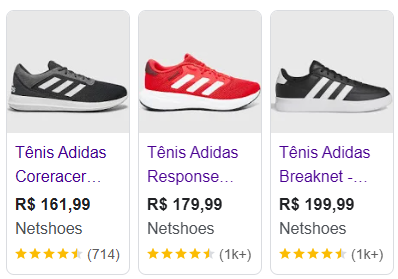 Tênis Adidas
Coreracer…
R$ 161,99
Netshoes
(714)
Tênis Adidas
Response…
R$ 179,99
Netshoes
(1k+)
Tênis Adidas
Breaknet -…
R$ 199,99
Netshoes
(1k+)